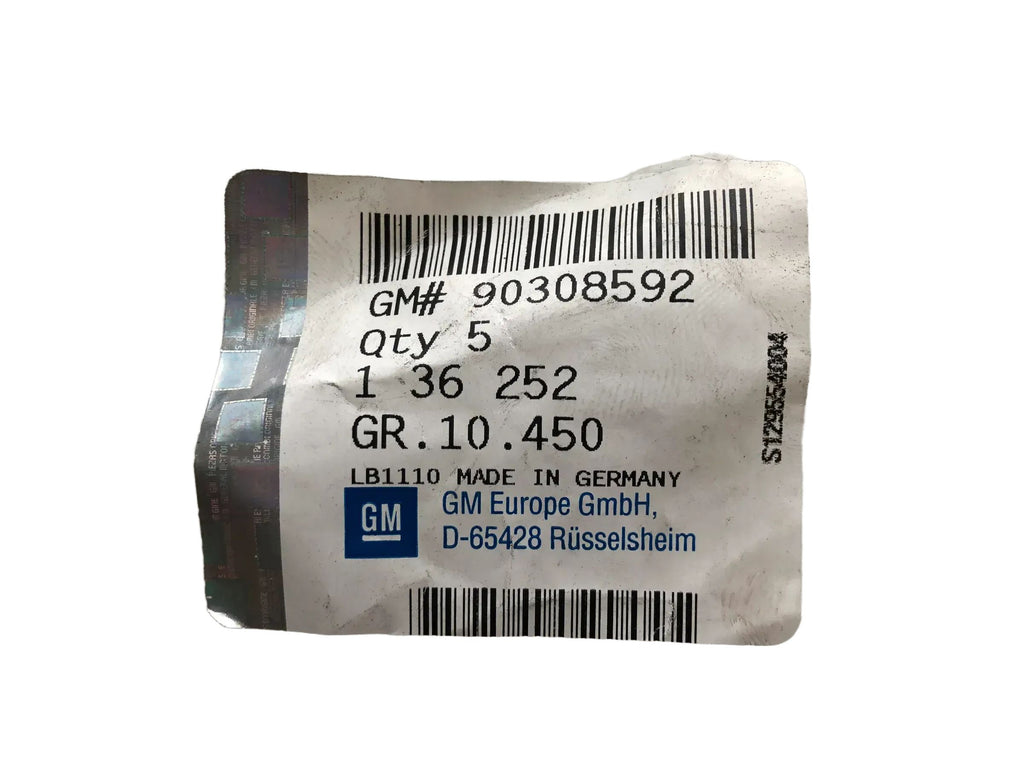 GM# 90308592
Qty 5
1 36 252
GR.10.450
LB1110 MADE IN GERMANY
GM
GM Europe GmbH,
D-65428 Rüsselsheim
S129554004